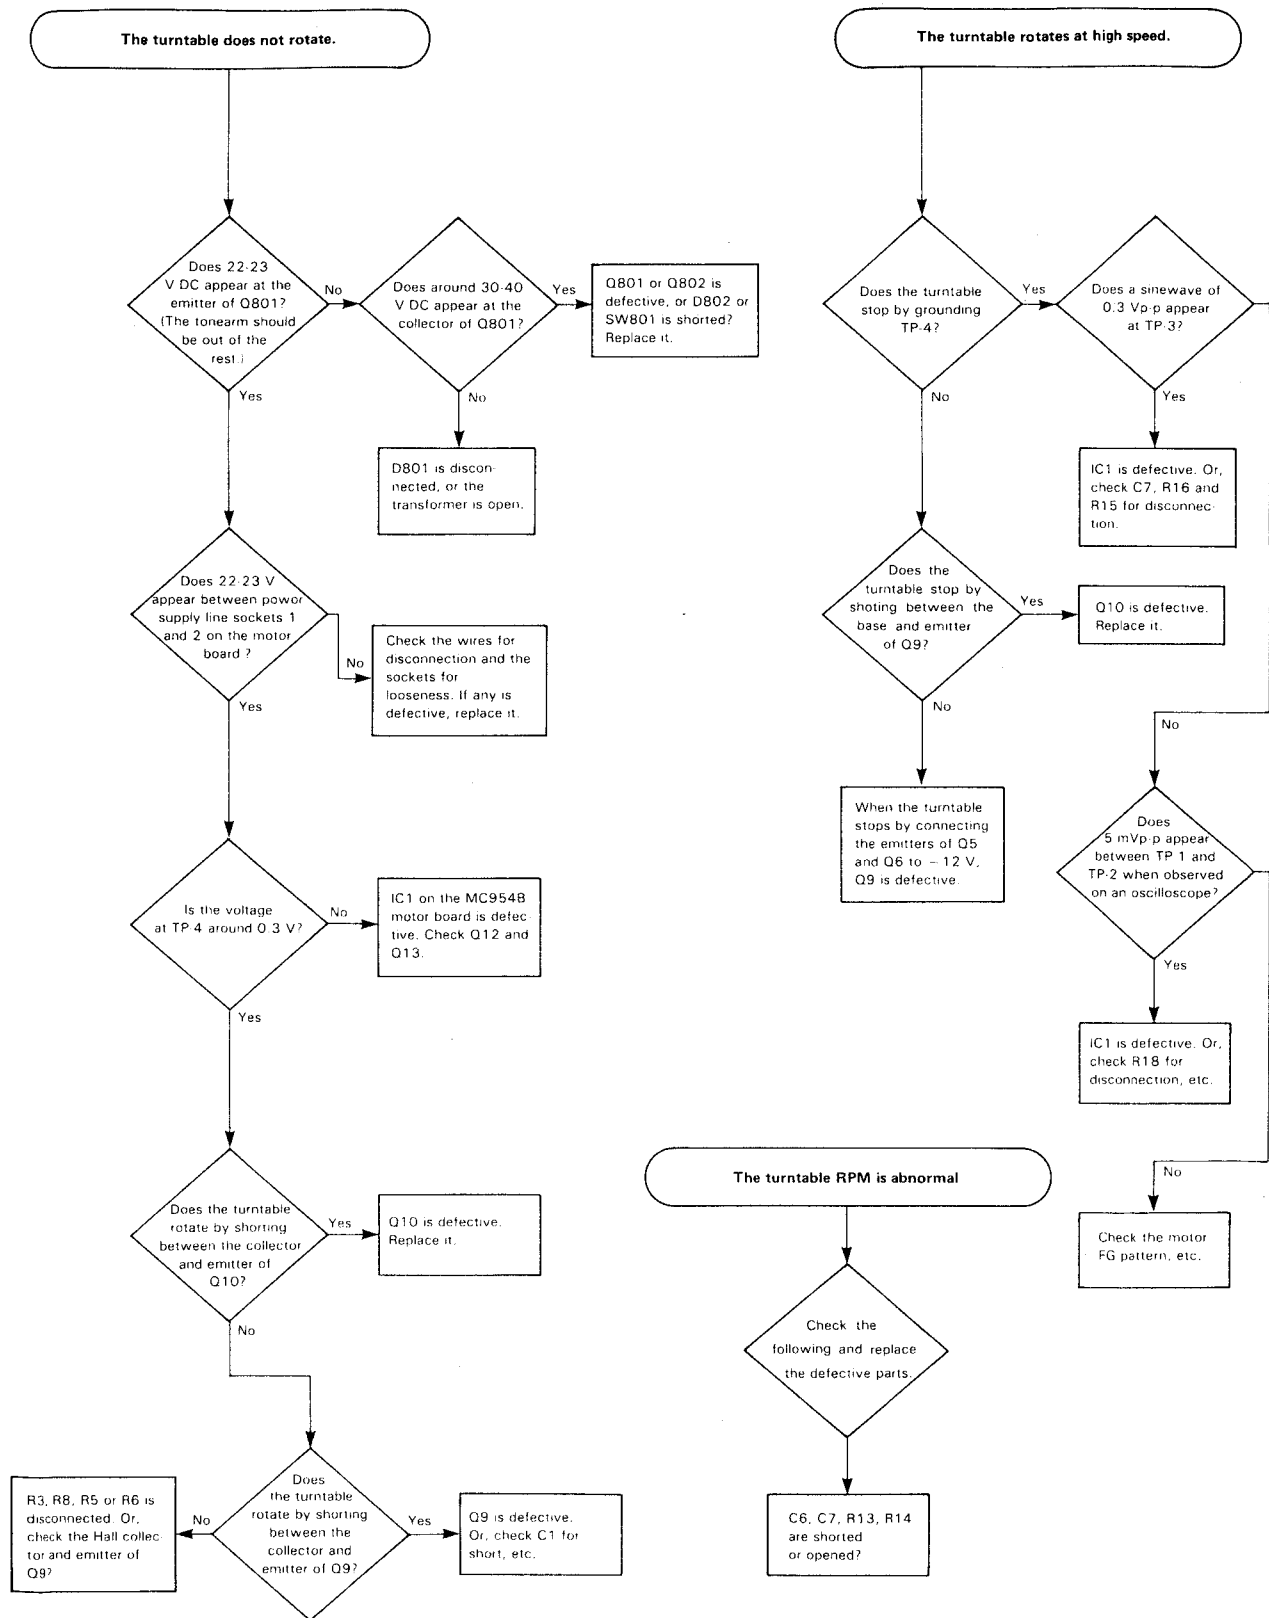 The turntable does not rotate.
Does 22-23
V DC appear at the
emitter of Q801?
(The tonearm should
be out of the
rest.)
No
Does around 30-40
V DC appear at the
collector of Q801?
Yes
Q801 or Q802 is
defective, or D802 or
SW801 is shorted?
Replace it.
Yes
No
D801 is discon-
nected, or the
transformer is open.
Does 22-23 V
appear between power
supply line sockets 1
and 2 on the motor
board ?
No
Check the wires for
disconnection and the
sockets for
looseness. If any is
defective, replace it.
Yes
Is the voltage
at TP-4 around 0.3 V?
No
IC1 on the MC954B
motor board is defec-
tive. Check Q12 and
Q13.
Yes
Does the turntable
rotate by shorting
between the collector
and emitter of
Q10?
Yes
Q10 is defective.
Replace it.
No
Does
the turntable
rotate by shorting
between the
collector and
emitter of Q9?
No
R3, R8, R5 or R6 is
disconnected. Or,
check the Hall collec-
tor and emitter of
Q9?
Yes
Q9 is defective.
Or, check C1 for
short, etc.
The turntable rotates at high speed.
Does the turntable
stop by grounding
TP-4?
Yes
Does a sinewave of
0.3 Vp-p appear
at TP-3?
No
Yes
IC1 is defective. Or,
check C7, R16 and
R15 for disconnec-
tion.
Does the
turntable stop by
shoting between the
base and emitter
of Q9?
Yes
Q10 is defective.
Replace it.
No
When the turntable
stops by connecting
the emitters of Q5
and Q6 to – 12 V,
Q9 is defective.
No
Does
5 mVp-p appear
between TP 1 and
TP-2 when observed
on an oscilloscope?
Yes
IC1 is defective. Or,
check R18 for
disconnection, etc.
No
Check the motor
FG pattern, etc.
The turntable RPM is abnormal
Check the
following and replace
the defective parts.
C6, C7, R13, R14
are shorted
or opened?